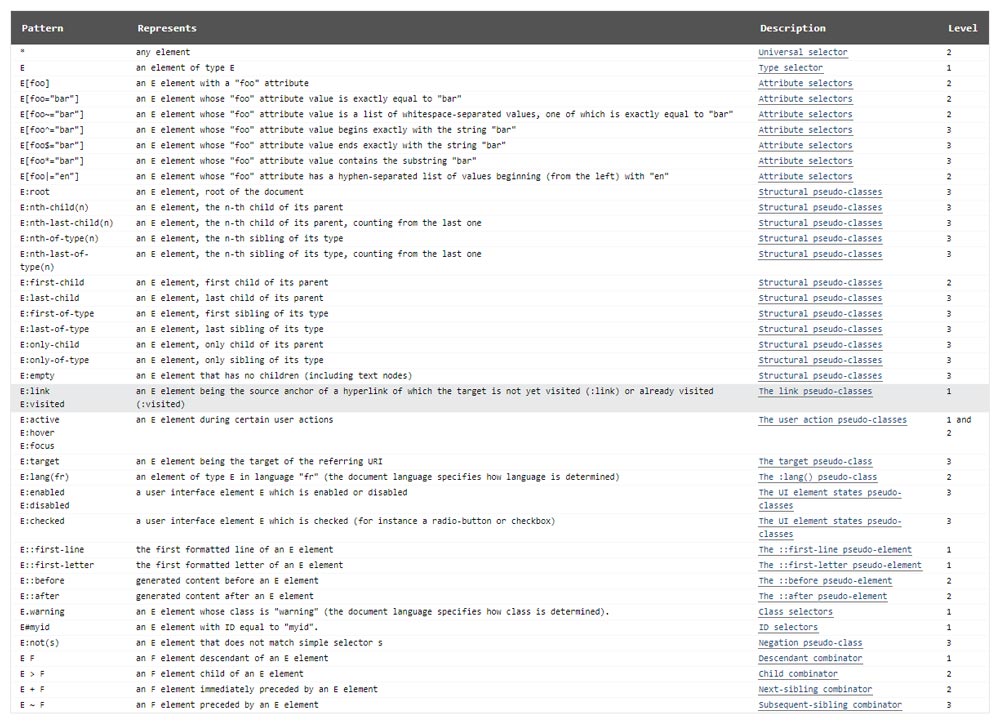 Pattern Represents Description Level
* any element Universal selector 2
E an element of type E Type selector 1
E[foo] an E element with a "foo" attribute Attribute selectors 2
E[foo="bar"] an E element whose "foo" attribute value is exactly equal to "bar" Attribute selectors 2
E[foo~="bar"] an E element whose "foo" attribute value is a list of whitespace-separated values, one of which is exactly equal to "bar" Attribute selectors 2
E[foo^="bar"] an E element whose "foo" attribute value begins exactly with the string "bar" Attribute selectors 3
E[foo$="bar"] an E element whose "foo" attribute value ends exactly with the string "bar" Attribute selectors 3
E[foo*="bar"] an E element whose "foo" attribute value contains the substring "bar" Attribute selectors 3
E[foo|="en"] an E element whose "foo" attribute has a hyphen-separated list of values beginning (from the left) with "en" Attribute selectors 2
E:root an E element, root of the document Structural pseudo-classes 3
E:nth-child(n) an E element, the n-th child of its parent Structural pseudo-classes 3
E:nth-last-child(n) an E element, the n-th child of its parent, counting from the last one Structural pseudo-classes 3
E:nth-of-type(n) an E element, the n-th sibling of its type Structural pseudo-classes 3
E:nth-last-of- an E element, the n-th sibling of its type, counting from the last one Structural pseudo-classes 3
type(n)
E:first-child an E element, first child of its parent Structural pseudo-classes 2
E:last-child an E element, last child of its parent Structural pseudo-classes 3
E:first-of-type an E element, first sibling of its type Structural pseudo-classes 3
E:last-of-type an E element, last sibling of its type Structural pseudo-classes 3
E:only-child an E element, only child of its parent Structural pseudo-classes 3
E:only-of-type an E element, only sibling of its type Structural pseudo-classes 3
E:empty an E element that has no children (including text nodes) Structural pseudo-classes 3
E:link an E element being the source anchor of a hyperlink of which the target is not yet visited (:link) or already visited The link pseudo-classes 1
E:visited (:visited)
E:active an E element during certain user actions The user action pseudo-classes 1 and
E:hover 2
E:focus
E:target an E element being the target of the referring URI The target pseudo-class 3
E:lang(fr) an element of type E in language "fr" (the document language specifies how language is determined) The :lang() pseudo-class 2
E:enabled a user interface element E which is enabled or disabled The UI element states pseudo- 3
E:disabled classes
E:checked a user interface element E which is checked (for instance a radio-button or checkbox) The UI element states pseudo- 3
classes
E::first-line the first formatted line of an E element The ::first-line pseudo-element 1
E::first-letter the first formatted letter of an E element The ::first-letter pseudo-element 1
E::before generated content before an E element The ::before pseudo-element 2
E::after generated content after an E element The ::after pseudo-element 2
E.warning an E element whose class is "warning" (the document language specifies how class is determined). Class selectors 1
E#myid an E element with ID equal to "myid". ID selectors 1
E:not(s) an E element that does not match simple selector s Negation pseudo-class 3
E F an F element descendant of an E element Descendant combinator 1
E > F an F element child of an E element Child combinator 2
E + F an F element immediately preceded by an E element Next-sibling combinator 2
E ~ F an F element preceded by an E element Subsequent-sibling combinator 3